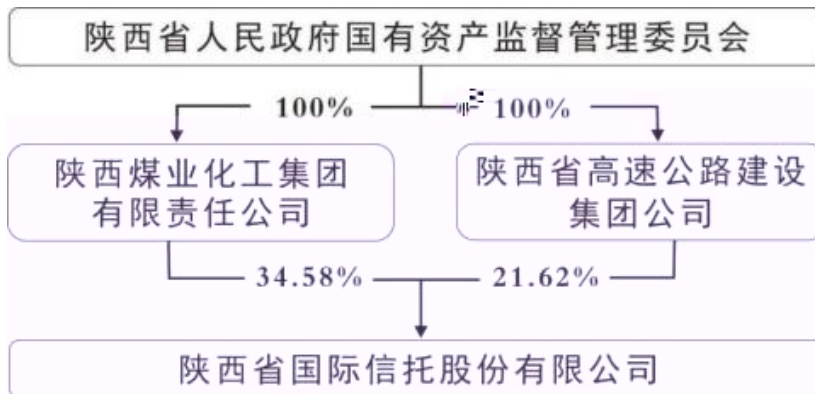 陕西省人民政府国有资产监督管理委员会
100%
100%
陕西煤业化工集团
有限责任公司
陕西省高速公路建设
集团公司
34.58%
21.62%
陕西省国际信托股份有限公司